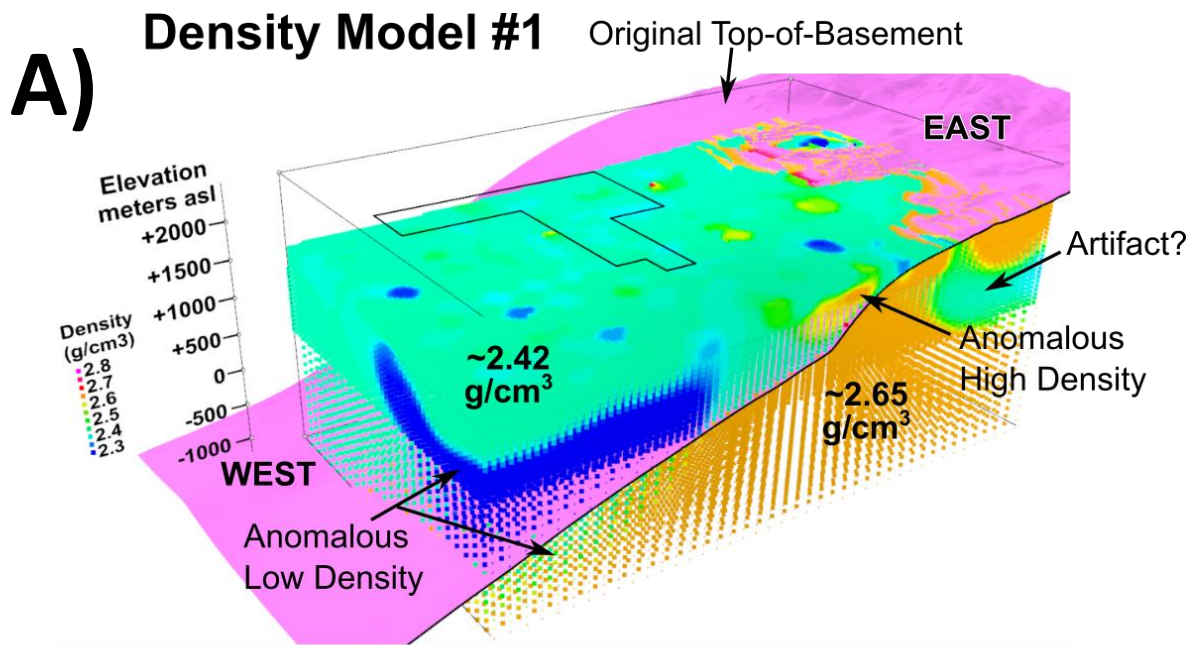 A)
Density Model #1
Original Top-of-Basement
EAST
Elevation
meters asl
+2000
+1500
+1000
+500
0
-500
-1000
Artifact?
Density
(g/cm3)
2.8
2.7
2.6
2.5
2.4
2.3
~2.42
g/cm³
Anomalous
High Density
~2.65
g/cm³
WEST
Anomalous
Low Density